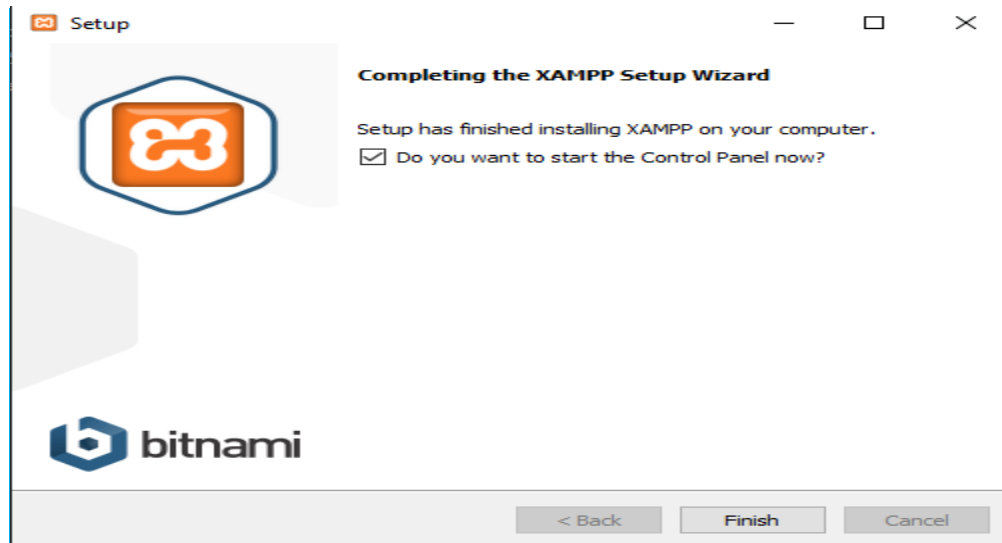 Setup
Completing the XAMPP Setup Wizard
Setup has finished installing XAMPP on your computer.
Do you want to start the Control Panel now?
bitnami
< Back
Finish
Cancel